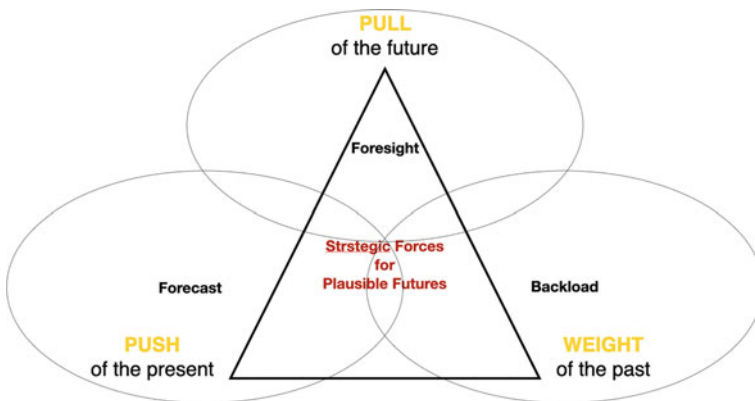 PULL
of the future
Foresight
Strstegic Forces
for
Plausible Futures
Forecast
Backload
PUSH
of the present
WEIGHT
of the past